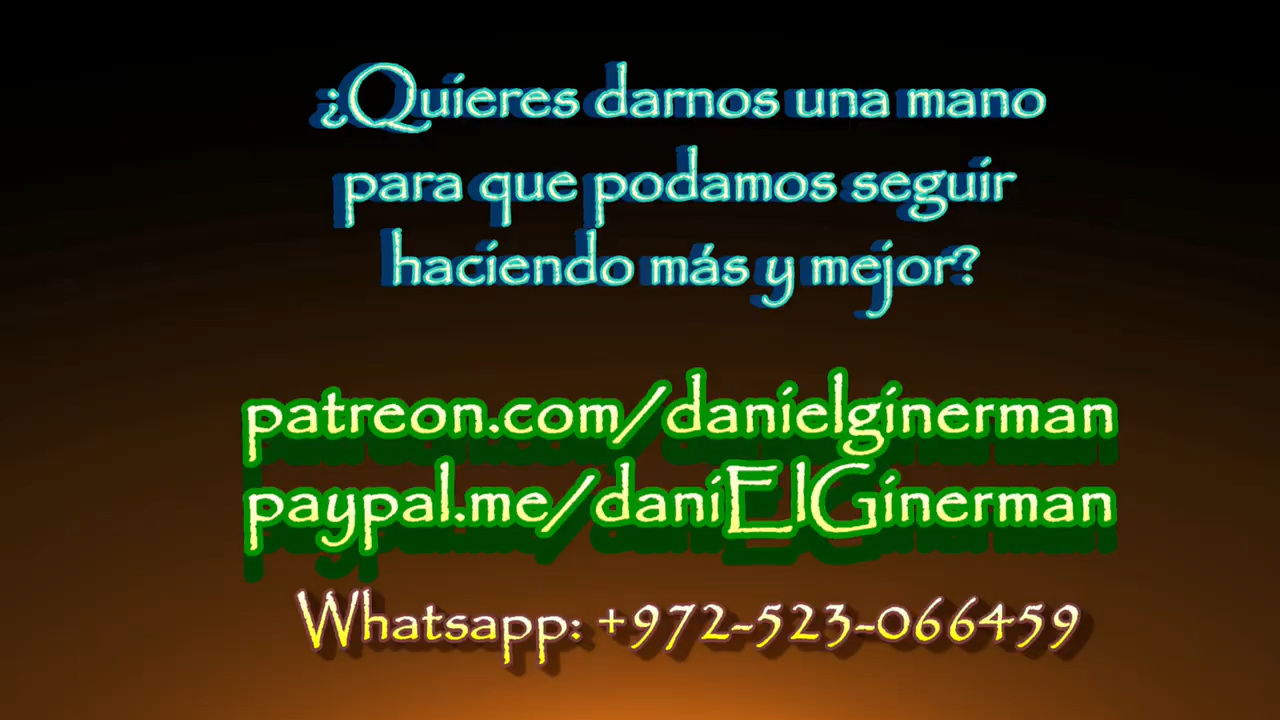 ¿Quieres darnos una mano
para que podamos seguir
haciendo más y mejor?
patreon.com/danielginerman
paypal.me/daniElGinerman
Whatsapp: +972-523-066459